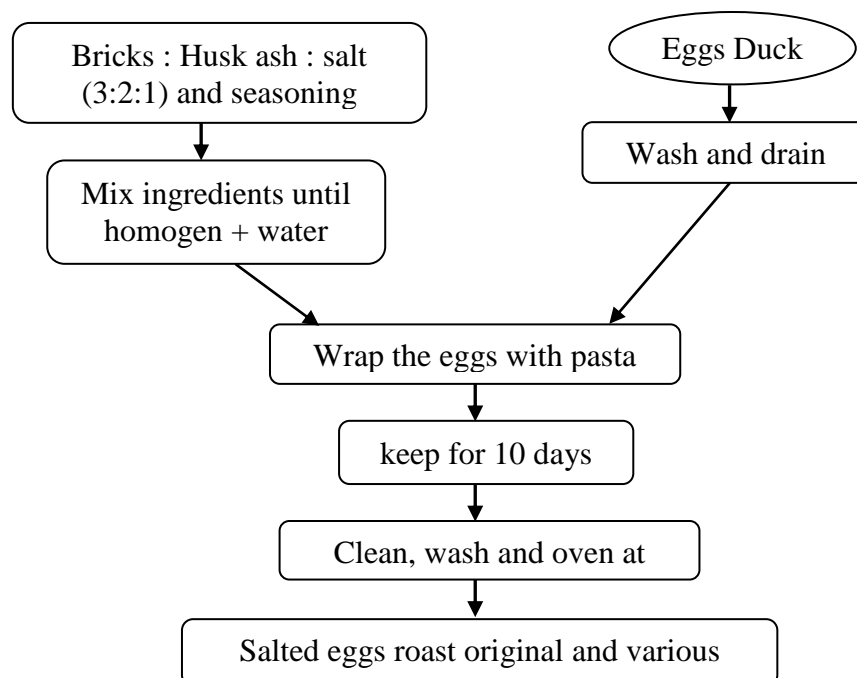 Bricks : Husk ash : salt
(3:2:1) and seasoning
Eggs Duck
Wash and drain
Mix ingredients until
homogen + water
Wrap the eggs with pasta
keep for 10 days
Clean, wash and oven at
Salted eggs roast original and various